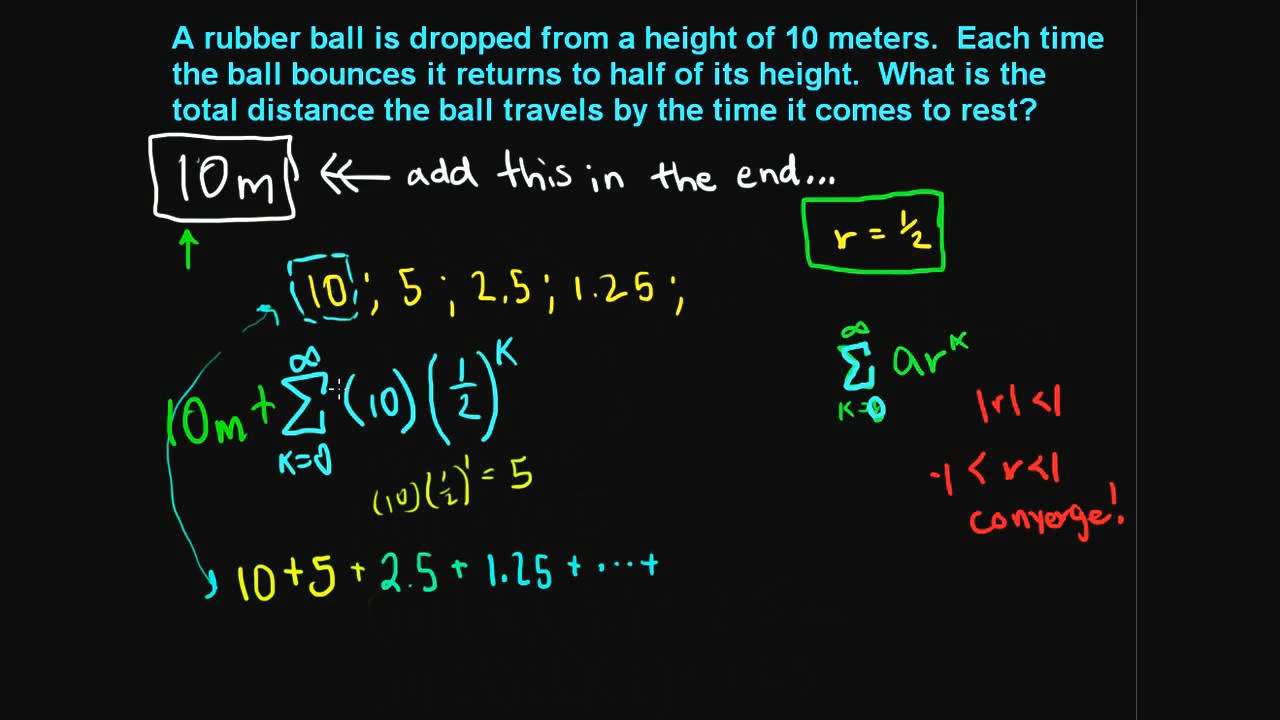 A rubber ball is dropped from a height of 10 meters. Each time
the ball bounces it returns to half of its height. What is the
total distance the ball travels by the time it comes to rest?
10m << add this in the end...
r = 1/2
10 ; 5 ; 2.5 ; 1.25 ;
10m + ∞ Σ K=0 (10) (1/2)^K
∞ Σ K=0 ar^K
|r| < 1
(10)(1/2)^1 = 5
-1 < r < 1
converge!
10 + 5 + 2.5 + 1.25 + ... +